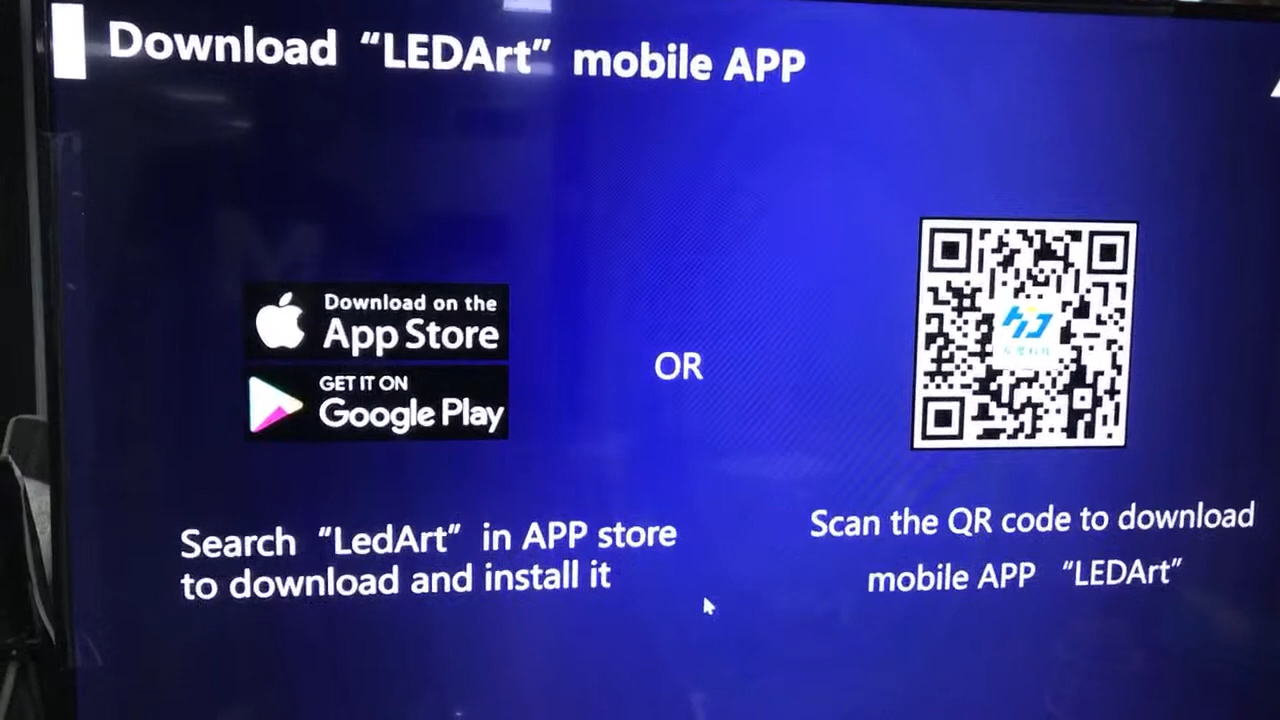 Download “LEDArt” mobile APP
Download on the
App Store
GET IT ON
Google Play
OR
Search “LedArt” in APP store
to download and install it
Scan the QR code to download
mobile APP “LEDArt”